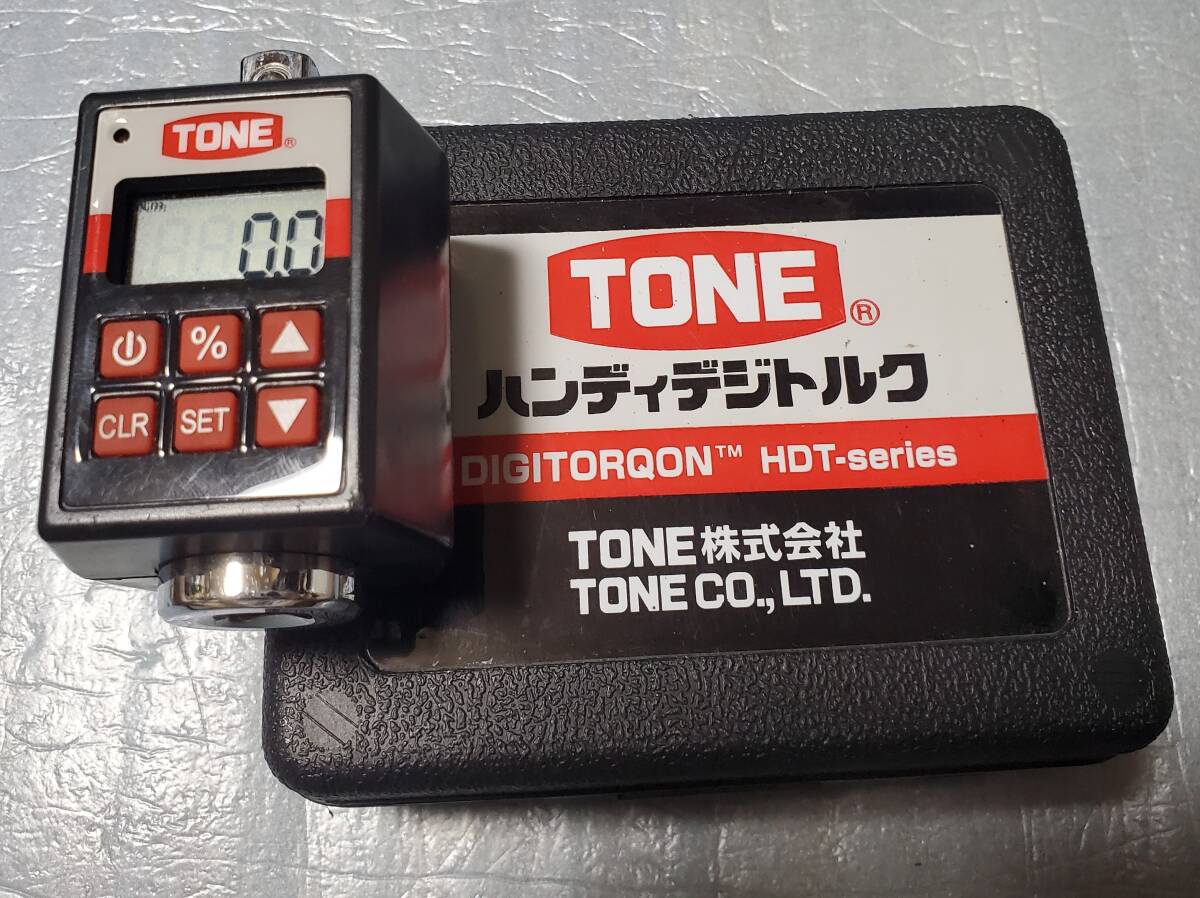 TONE®
N·m
0.0
%
CLR
SET
TONE®
ハンディデジトルク
DIGITORQON™ HDT-series
TONE株式会社
TONE CO., LTD.